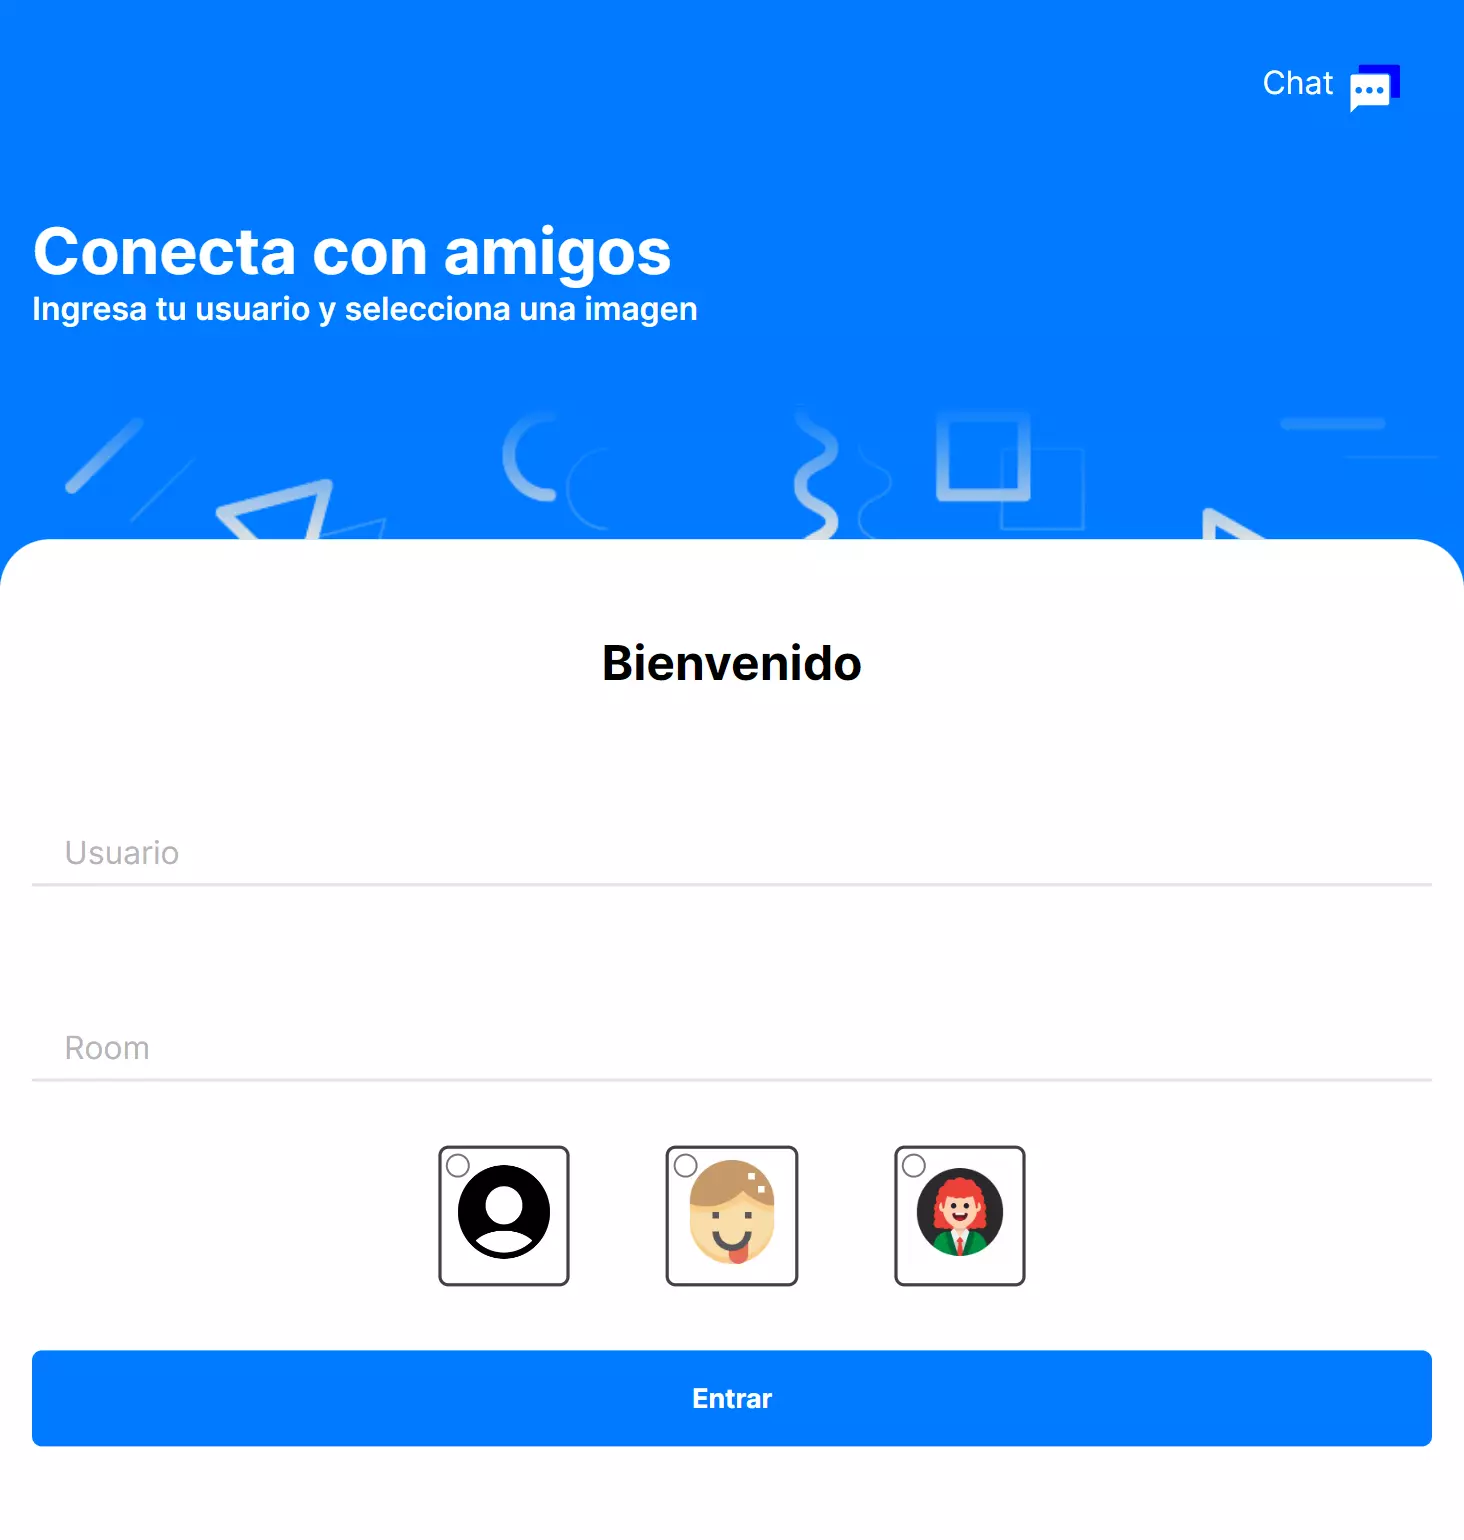 Chat
Conecta con amigos
Ingresa tu usuario y selecciona una imagen
Bienvenido
Usuario
Room
Entrar